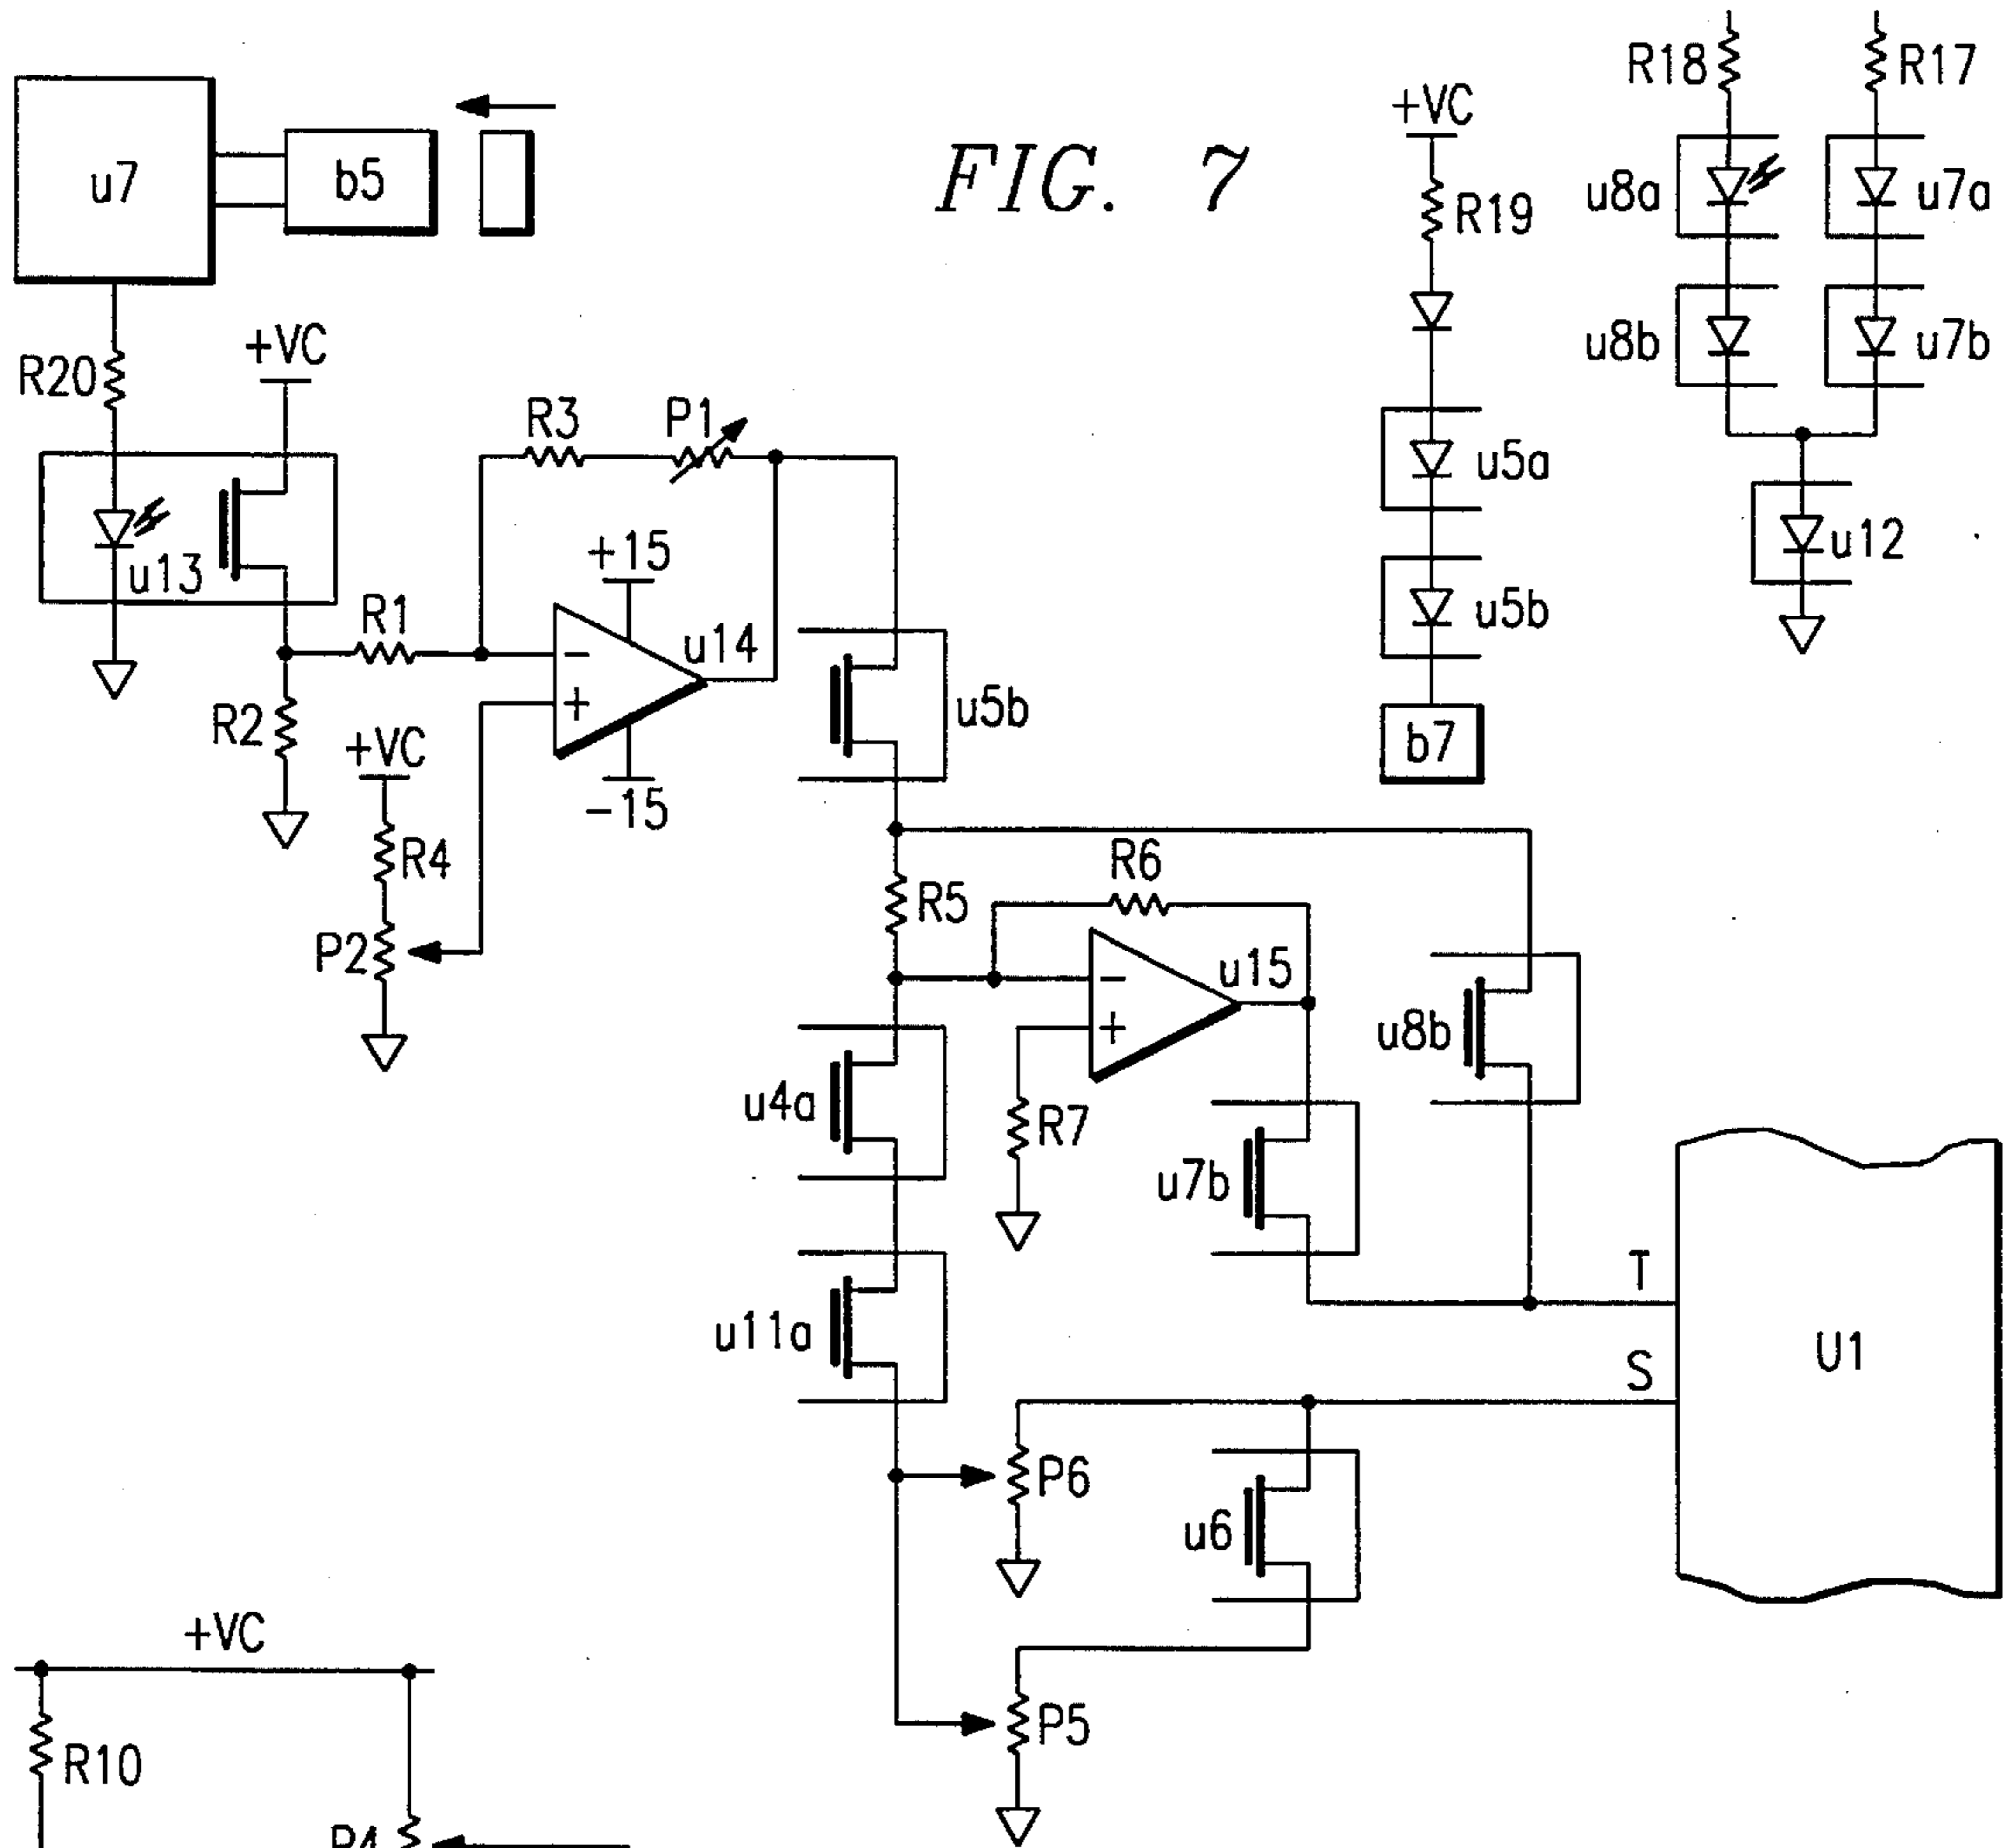 R18
R17
+VC
FIG. 7
u7
b5
u8a
u7a
R19
+VC
u8b
u7b
R20
R3
P1
u5a
+15
u12
u13
R1
u14
u5b
R2
u5b
+VC
b7
-15
R4
R6
R5
P2
u15
u8b
u4a
R7
u7b
T
u11a
U1
S
P6
u6
+VC
P5
R10
P4
- + - +